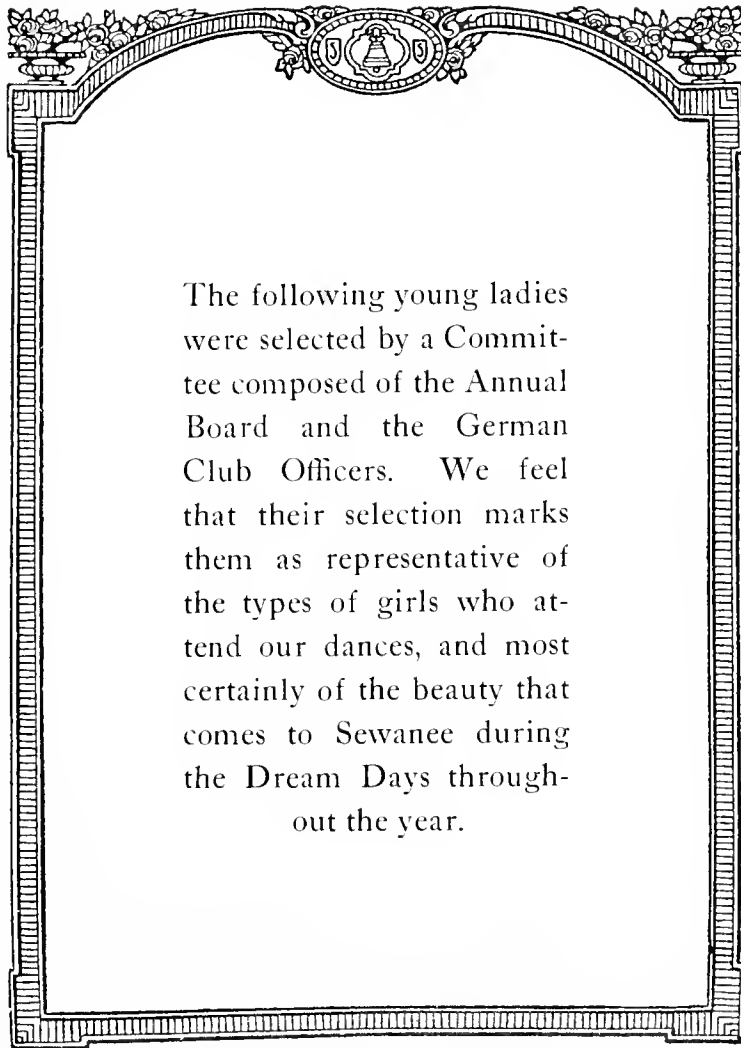 The following young ladies
were selected by a Commit-
tee composed of the Annual
Board and the German
Club Officers. We feel
that their selection marks
them as representative of
the types of girls who at-
tend our dances, and most
certainly of the beauty that
comes to Sewanee during
the Dream Days through-
out the year.